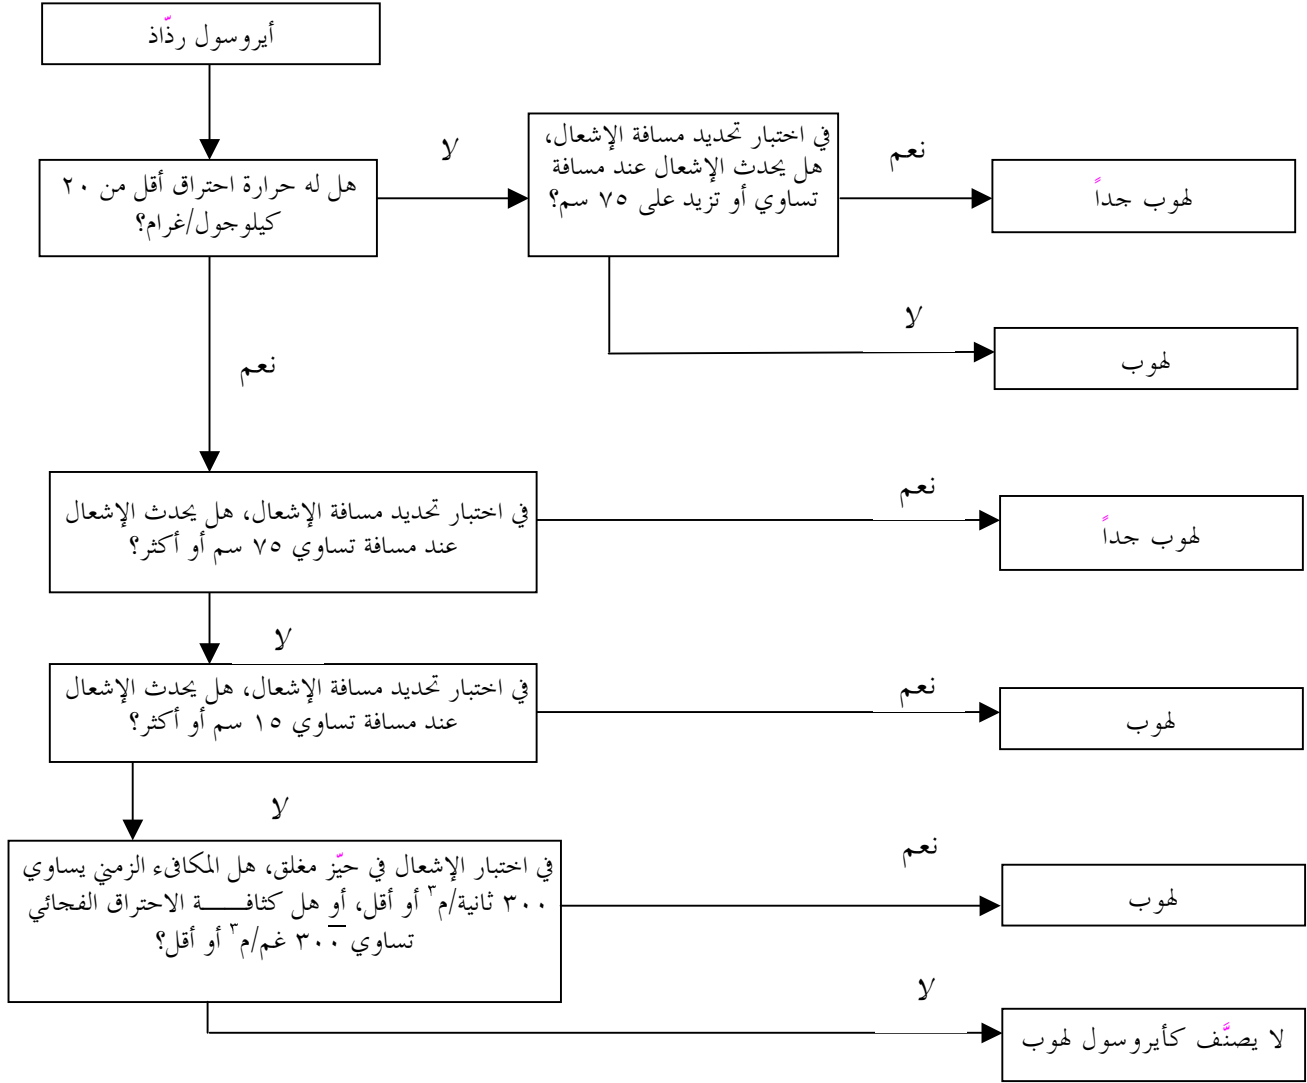 أيروسول رذّاذ
هل له حرارة احتراق أقل من ٢٠
كيلوجول/غرام؟
لا
في اختبار تحديد مسافة الإشعال،
هل يحدث الإشعال عند مسافة
تساوي أو تزيد على ٧٥ سم؟
نعم
لهوب جداً
لا
لهوب
نعم
في اختبار تحديد مسافة الإشعال، هل يحدث الإشعال
عند مسافة تساوي ٧٥ سم أو أكثر؟
نعم
لهوب جداً
لا
في اختبار تحديد مسافة الإشعال، هل يحدث الإشعال
عند مسافة تساوي ١٥ سم أو أكثر؟
نعم
لهوب
لا
في اختبار الإشعال في حيّز مغلق، هل المكافىء الزمني يساوي
٣٠٠ ثانية/م٣ أو أقل، أو هل كثافـــــة الاحتراق الفجائي
تساوي ٣٠٠ غم/م٣ أو أقل؟
نعم
لهوب
لا
لا يصنَّف كأيروسول لهوب